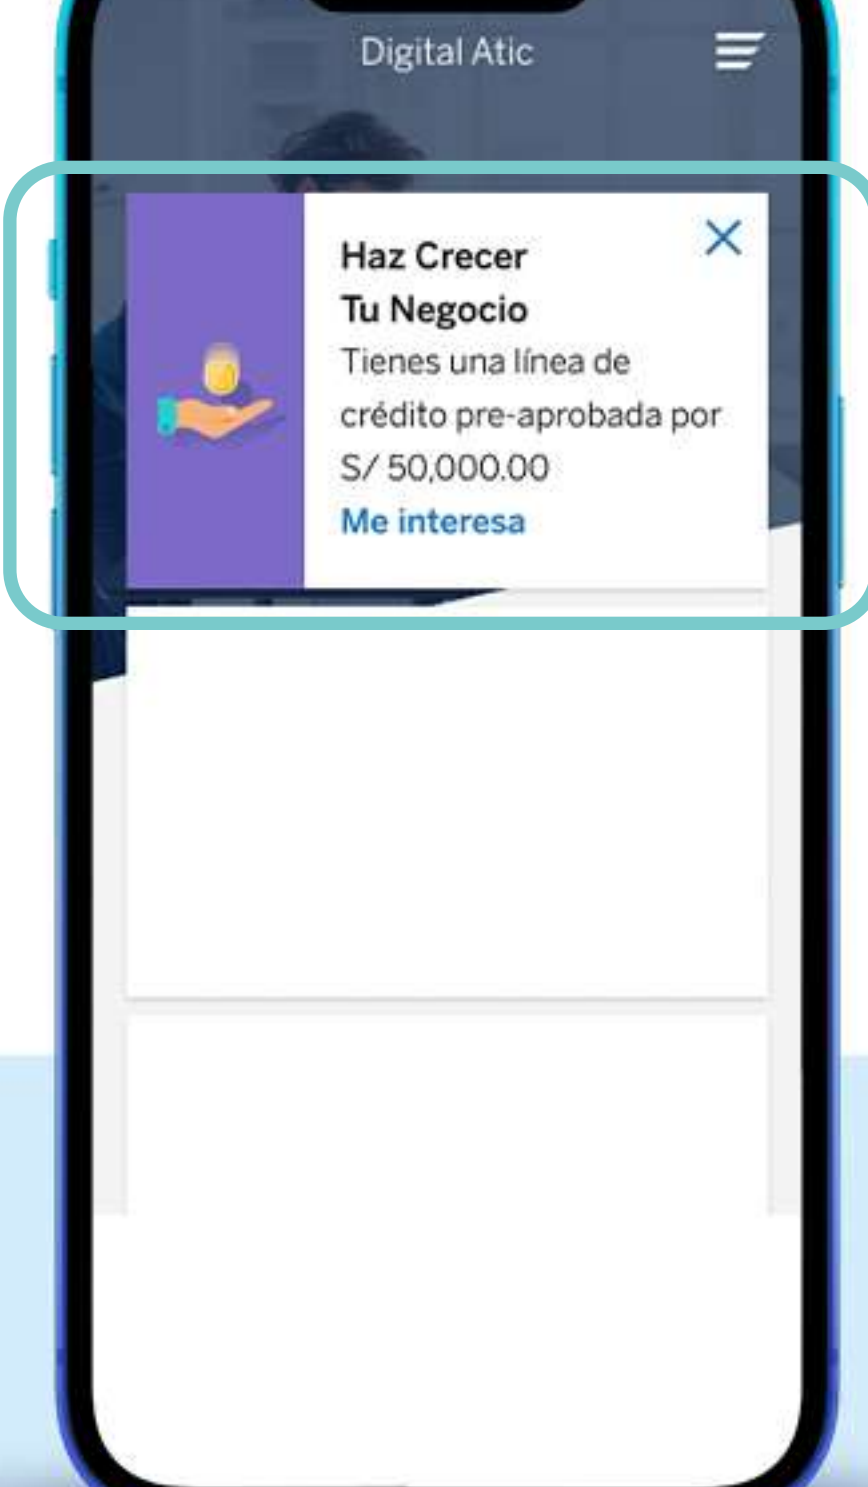 Digital Atic
Haz Crecer
Tu Negocio
Tienes una línea de
crédito pre-aprobada por
S/ 50,000.00
Me interesa